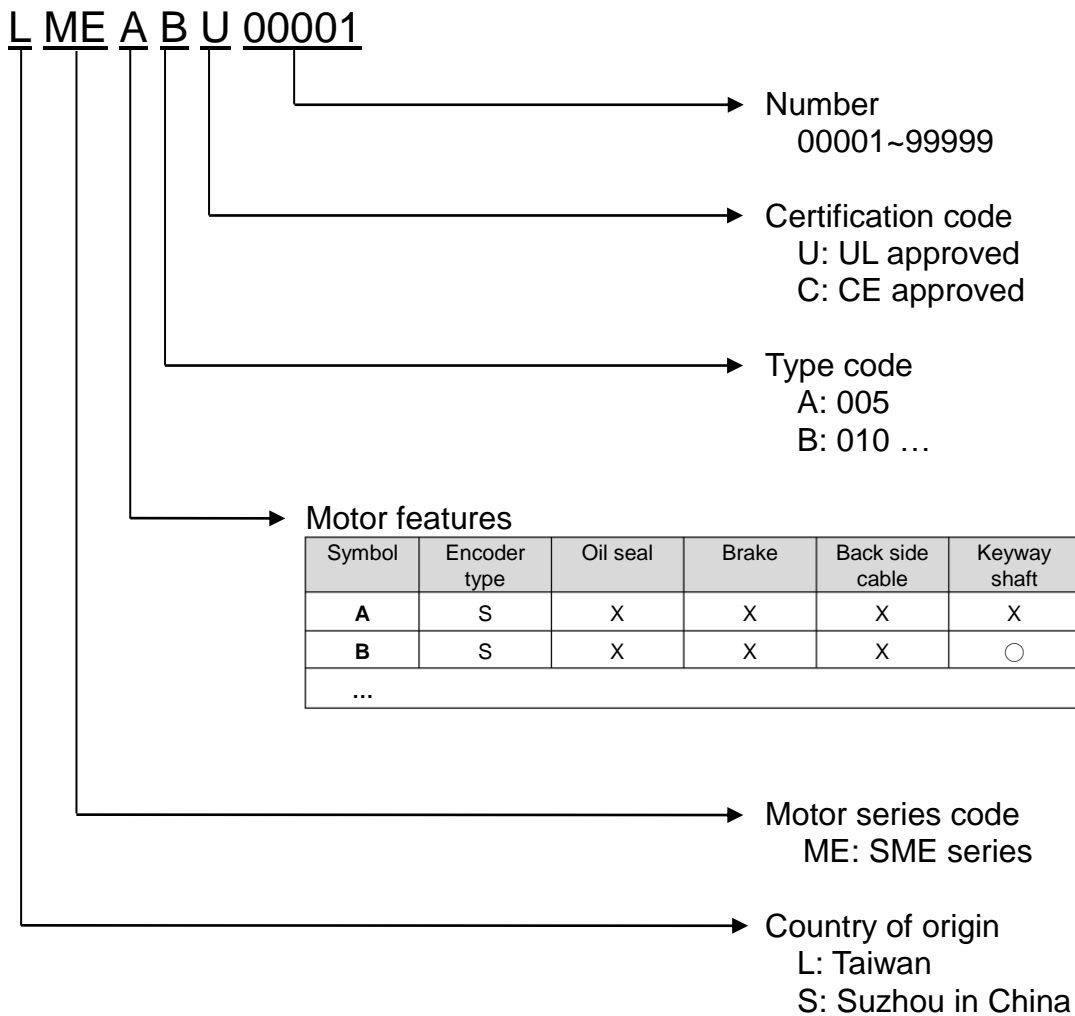 L ME A B U 00001
Number
00001~99999
Certification code
U: UL approved
C: CE approved
Type code
A: 005
B: 010 …
Motor features
Symbol Encoder type Oil seal Brake Back side cable Keyway shaft
A S X X X X
B S X X X ○
…
Motor series code
ME: SME series
Country of origin
L: Taiwan
S: Suzhou in China